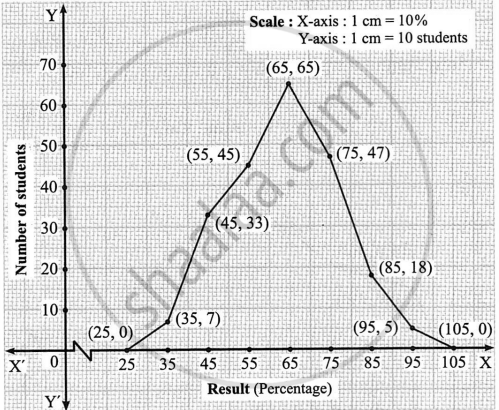 Y
Scale : X-axis : 1 cm = 10%
Y-axis : 1 cm = 10 students
(65, 65)
70
60
50
40
30
20
10
Number of students
(55, 45)
(75, 47)
(45, 33)
(85, 18)
(35, 7)
(25, 0)
(95, 5)
(105, 0)
X′ 0 25 35 45 55 65 75 85 95 105 X
Result (Percentage)
Y′
shaalaa.com